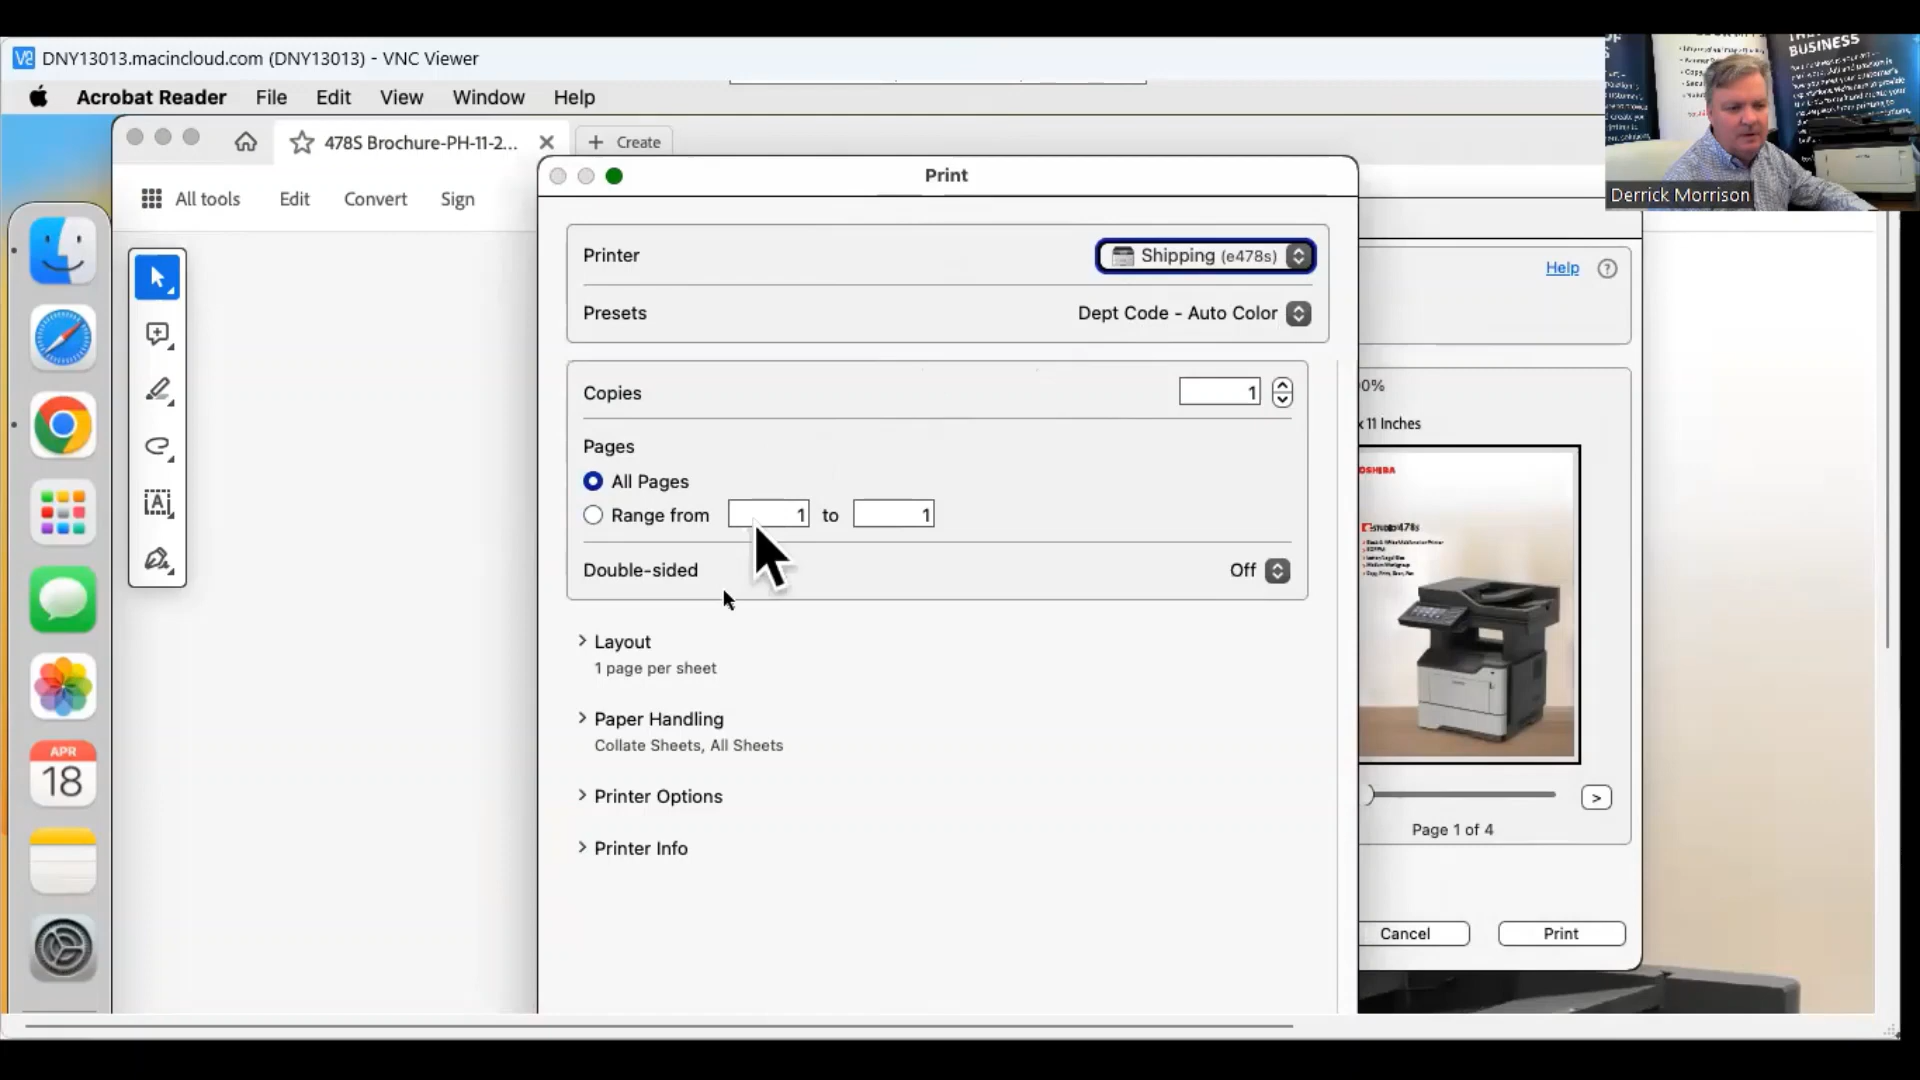 DNY13013.macincloud.com (DNY13013) - VNC Viewer
Acrobat Reader File Edit View Window Help
478S Brochure-PH-11-2...
+ Create
All tools Edit Convert Sign
Print
Printer
Shipping (e478s)
Presets
Dept Code - Auto Color
Copies
1
Pages
All Pages
Range from 1 to 1
Double-sided
Off
Layout
1 page per sheet
Paper Handling
Collate Sheets, All Sheets
Printer Options
Printer Info
Help ?
0%
x 11 Inches
OSHIBA
>
Page 1 of 4
Cancel
Print
APR
18
BUSINESS
Derrick Morrison